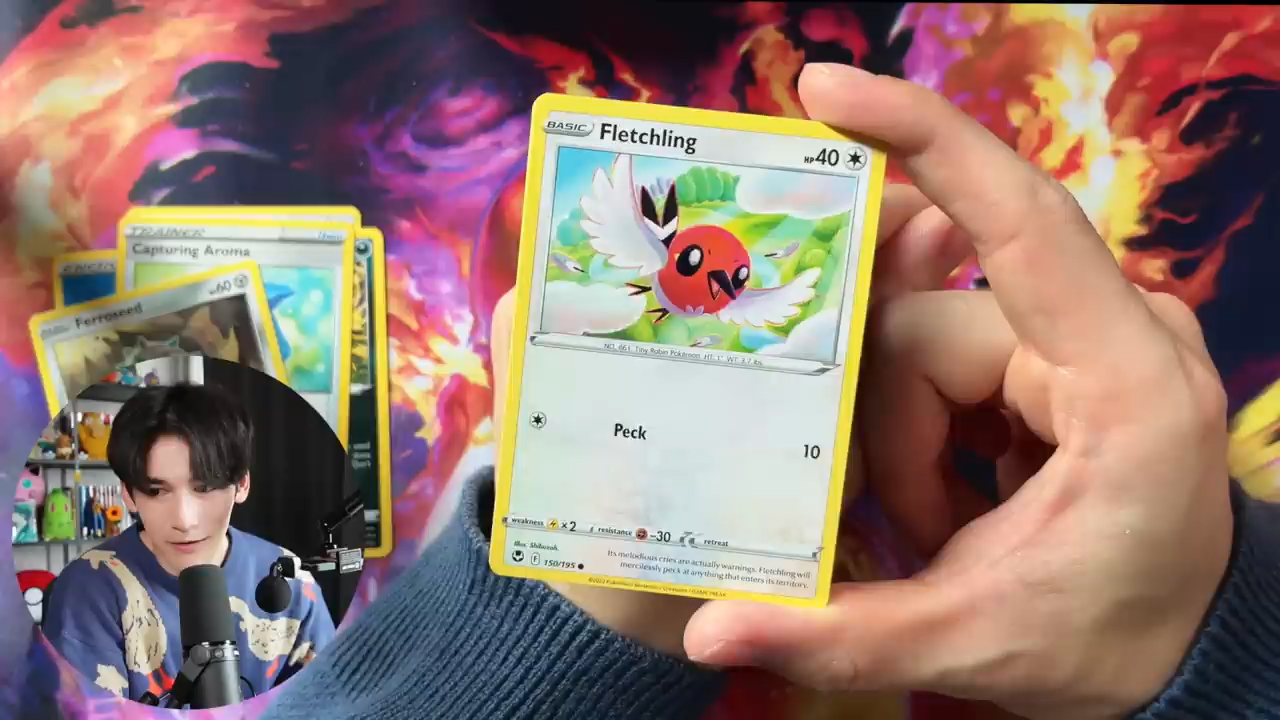 BASIC Fletchling HP40
NO. 661. Tiny Robin Pokémon. HT: 1' WT: 3.7 lbs.
Peck 10
weakness x2 resistance -30 retreat
Illus. Shibuzoh.
F 150/195
Its melodious cries are actually warnings. Fletchling will
mercilessly peck at anything that enters its territory.
TRAINER
Capturing Aroma
Ferroseed 60